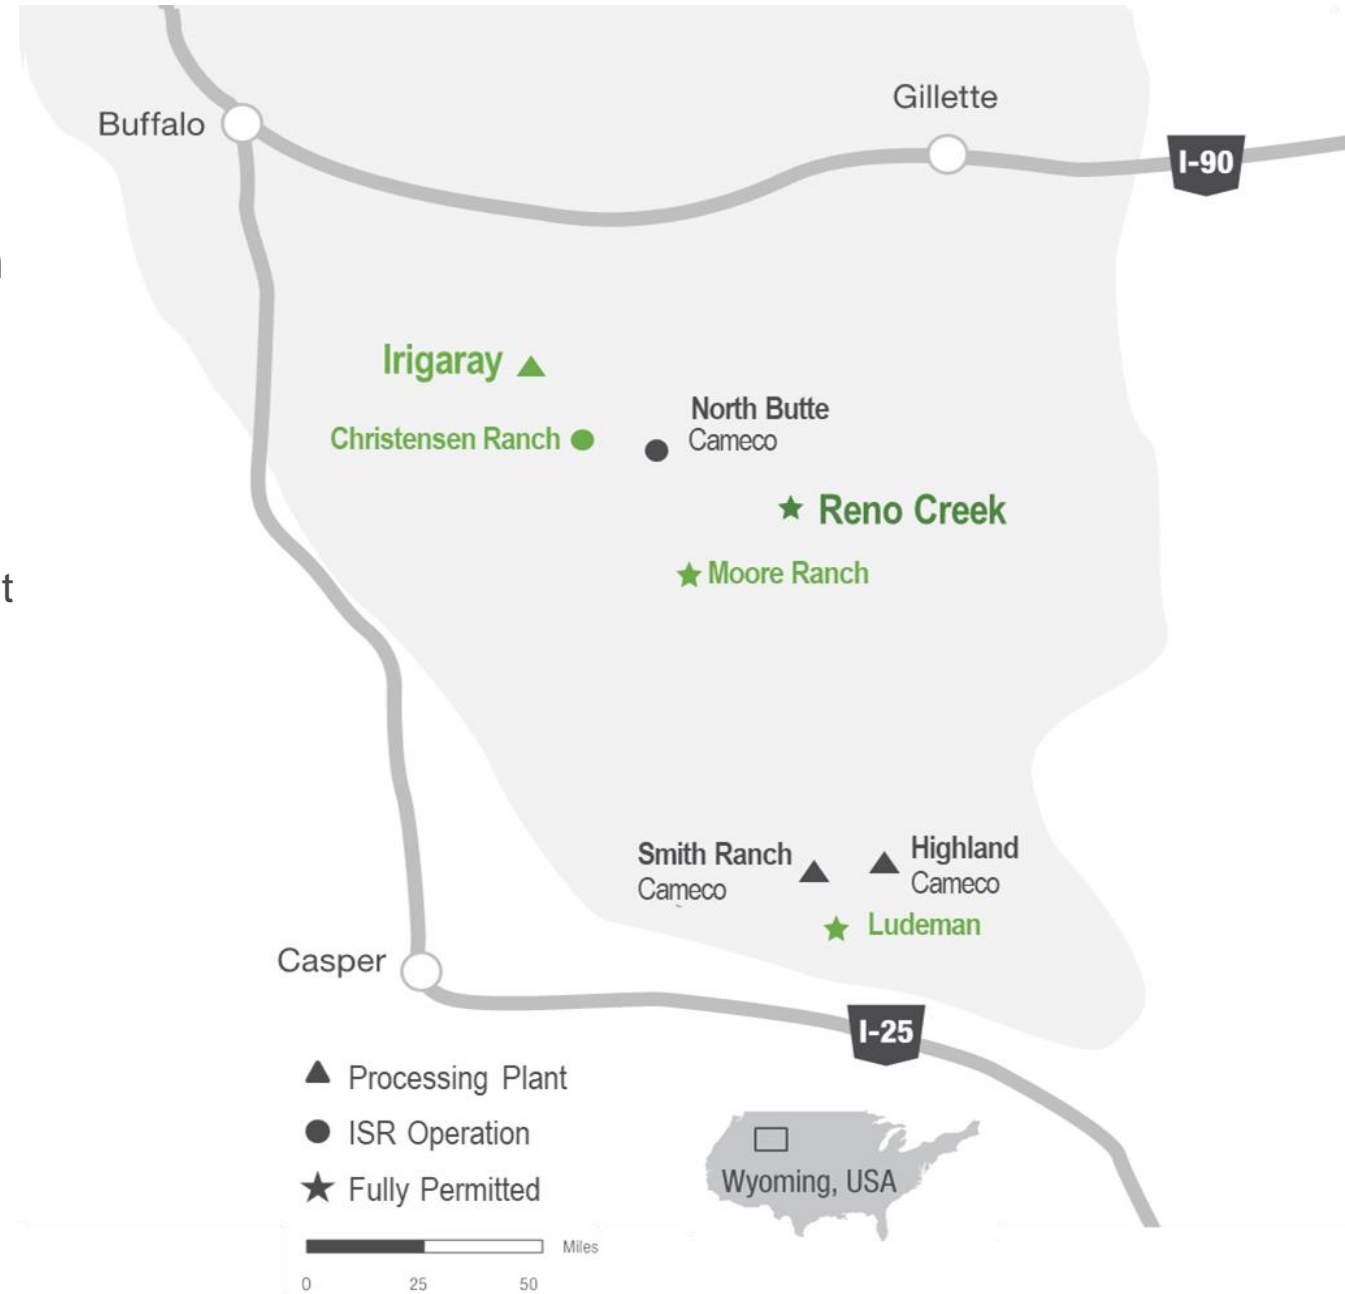 Gillette
Buffalo
I-90
n
Irigaray
North Butte
Christensen Ranch
Cameco
Reno Creek
t
Moore Ranch
Smith Ranch
Highland
Cameco
Cameco
Ludeman
Casper
I-25
Processing Plant
ISR Operation
Fully Permitted
Wyoming, USA
Miles
0 25 50